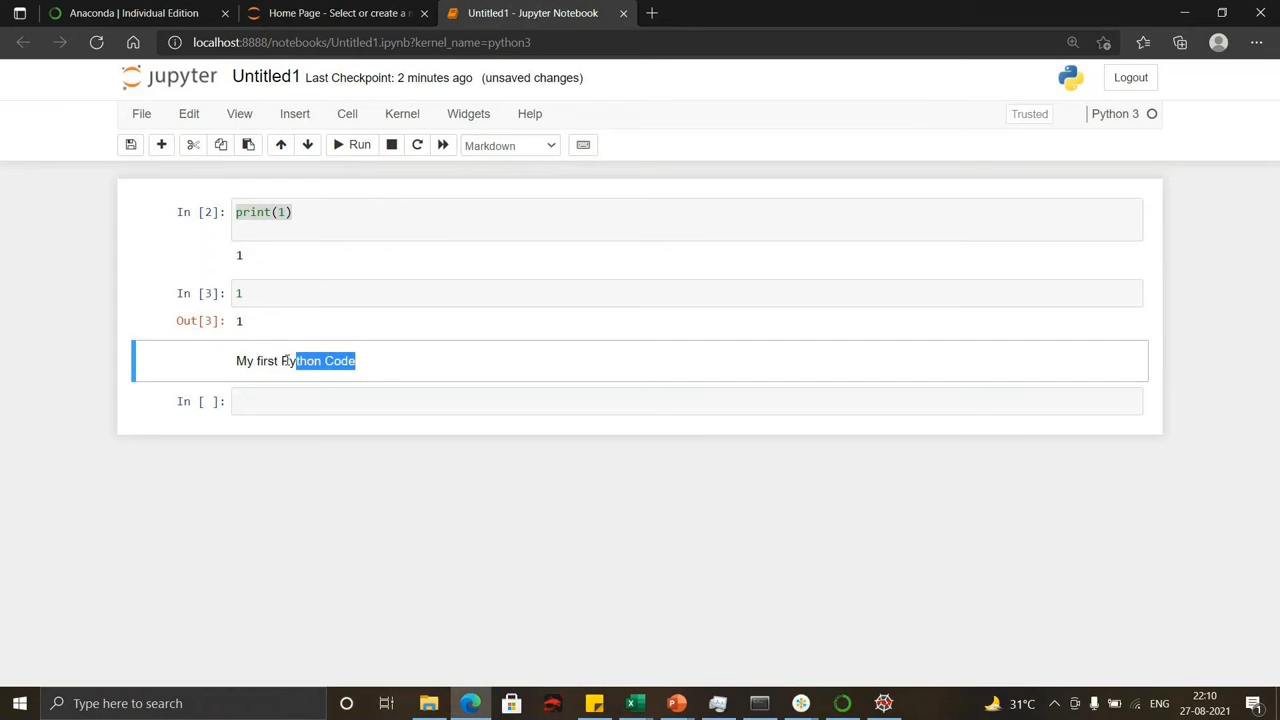 Anaconda | Individual Edition
Home Page - Select or create a n
Untitled1 - Jupyter Notebook
localhost:8888/notebooks/Untitled1.ipynb?kernel_name=python3
jupyter Untitled1 Last Checkpoint: 2 minutes ago (unsaved changes)
Logout
File Edit View Insert Cell Kernel Widgets Help
Trusted
Python 3
Run
Markdown
In [2]: print(1)
1
In [3]: 1
Out[3]: 1
My first Python Code
In [ ]:
Type here to search
31°C
22:10
27-08-2021
1